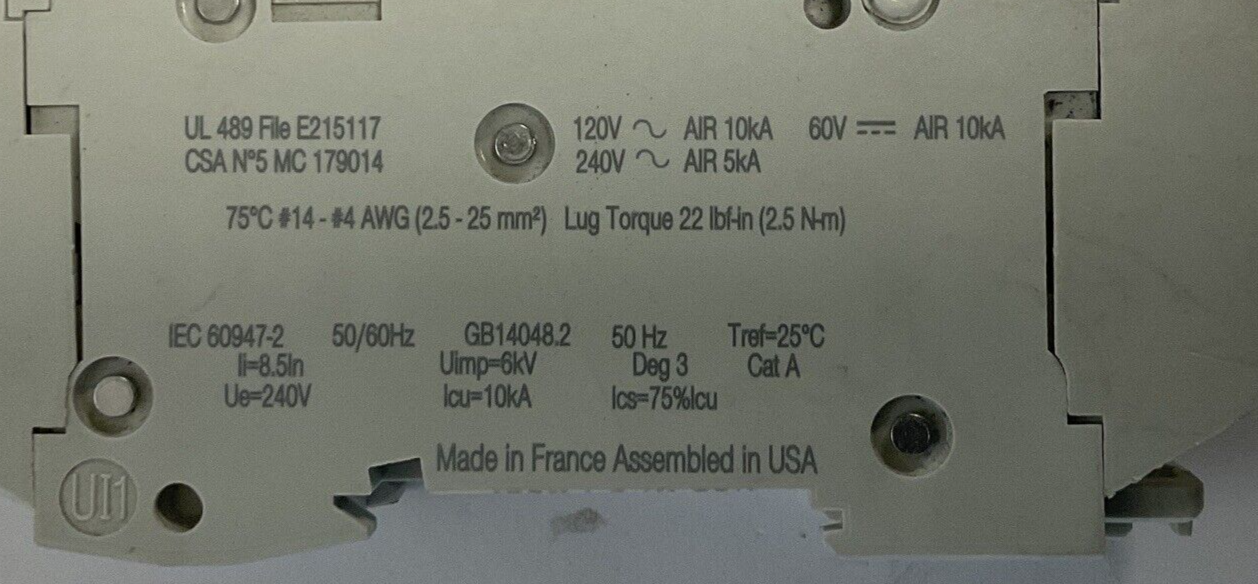 UL 489 File E215117
CSA Nº5 MC 179014
120V ~ AIR 10kA 60V ⎓ AIR 10kA
240V ~ AIR 5kA
75ºC #14 - #4 AWG (2.5 - 25 mm²) Lug Torque 22 lbf-in (2.5 N-m)
IEC 60947-2 50/60Hz GB14048.2 50 Hz Tref=25ºC
Ii=8.5In Uimp=6kV Deg 3 Cat A
Ue=240V Icu=10kA Ics=75%Icu
Made in France Assembled in USA
UI1